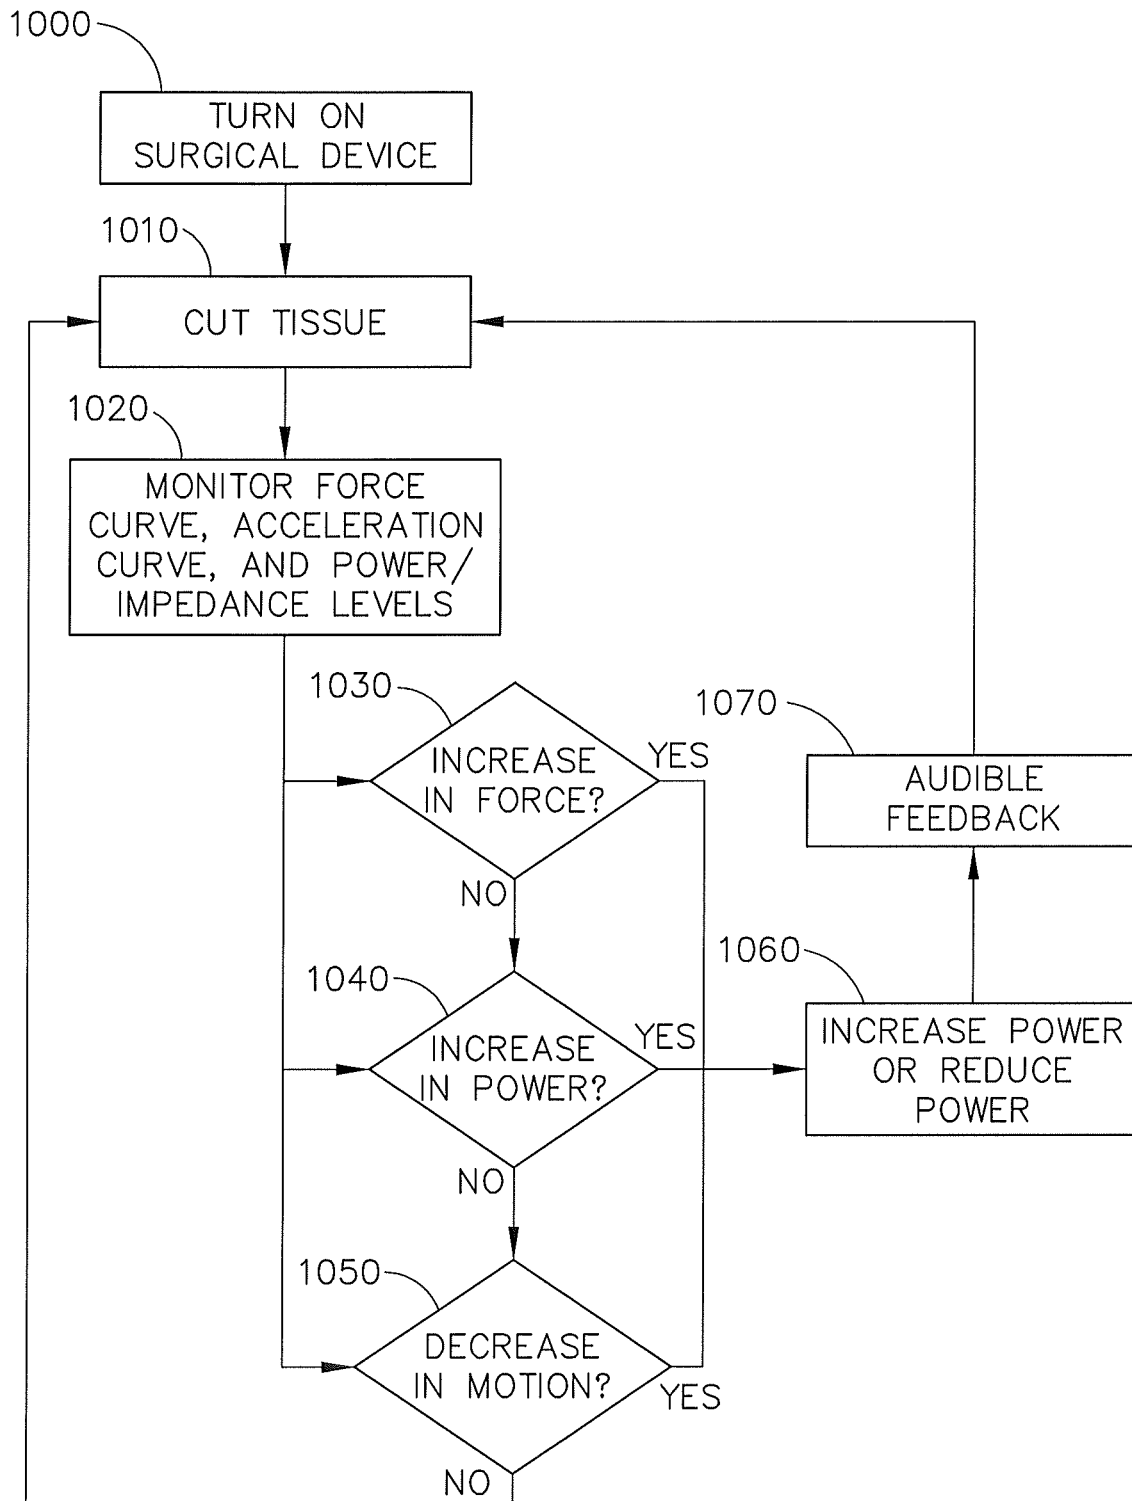 1000
TURN ON
SURGICAL DEVICE
1010
CUT TISSUE
1020
MONITOR FORCE
CURVE, ACCELERATION
CURVE, AND POWER/
IMPEDANCE LEVELS
1030
INCREASE
IN FORCE?
YES
NO
1070
AUDIBLE
FEEDBACK
1040
INCREASE
IN POWER?
YES
NO
1060
INCREASE POWER
OR REDUCE
POWER
1050
DECREASE
IN MOTION?
YES
NO